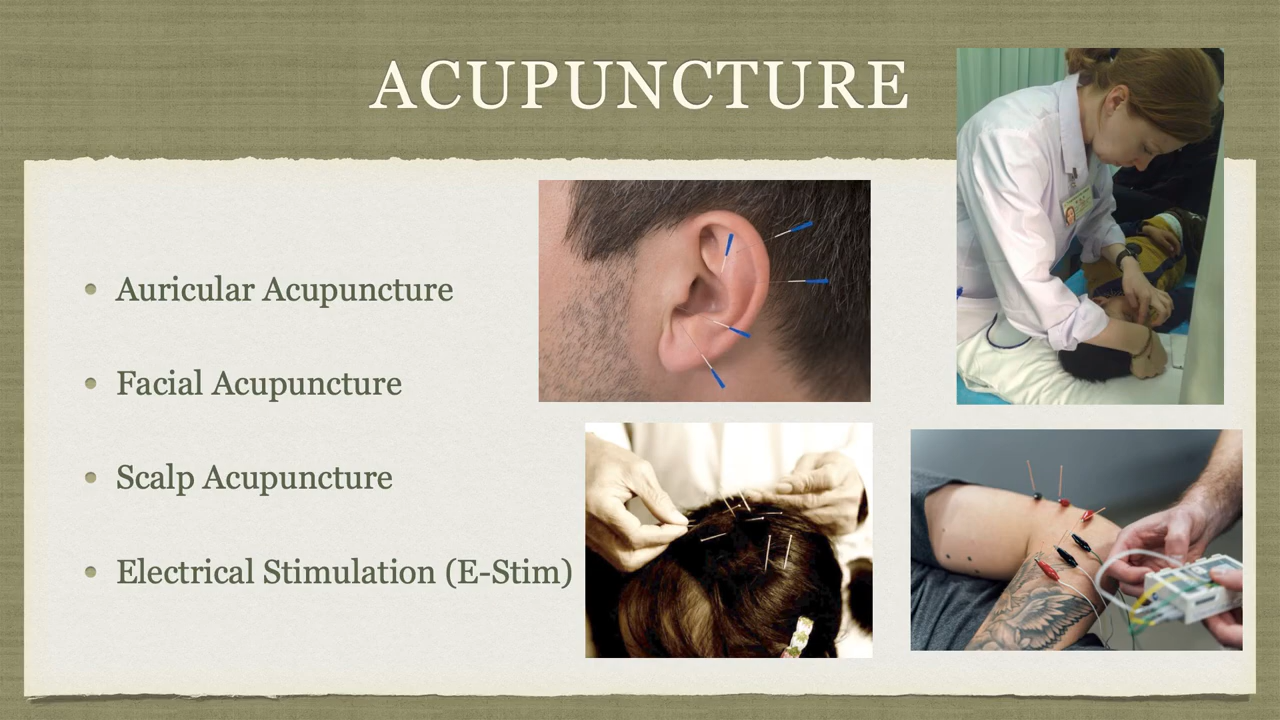 ACUPUNCTURE
Auricular Acupuncture
Facial Acupuncture
Scalp Acupuncture
Electrical Stimulation (E-Stim)